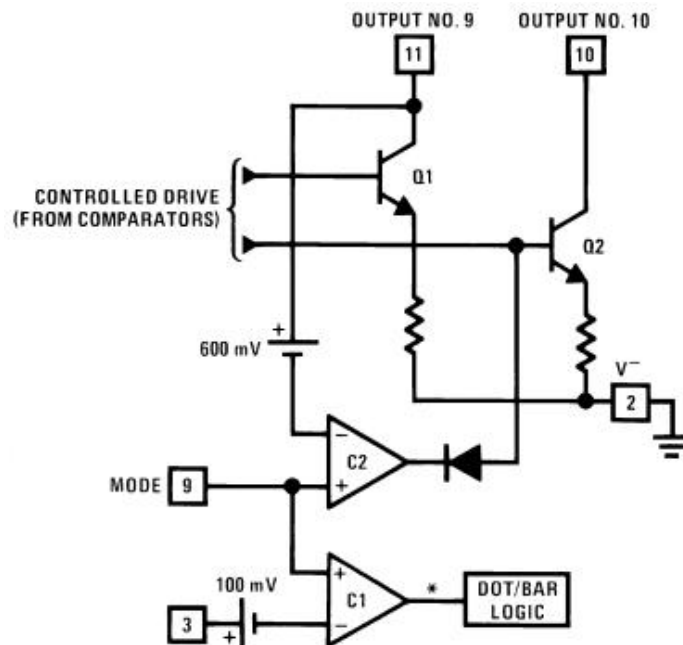 OUTPUT NO. 9
OUTPUT NO. 10
11
10
Q1
CONTROLLED DRIVE
(FROM COMPARATORS)
Q2
+
600 mV
V−
2
−
C2
+
MODE
9
100 mV
+
C1
*
DOT/BAR
LOGIC
−
3
+